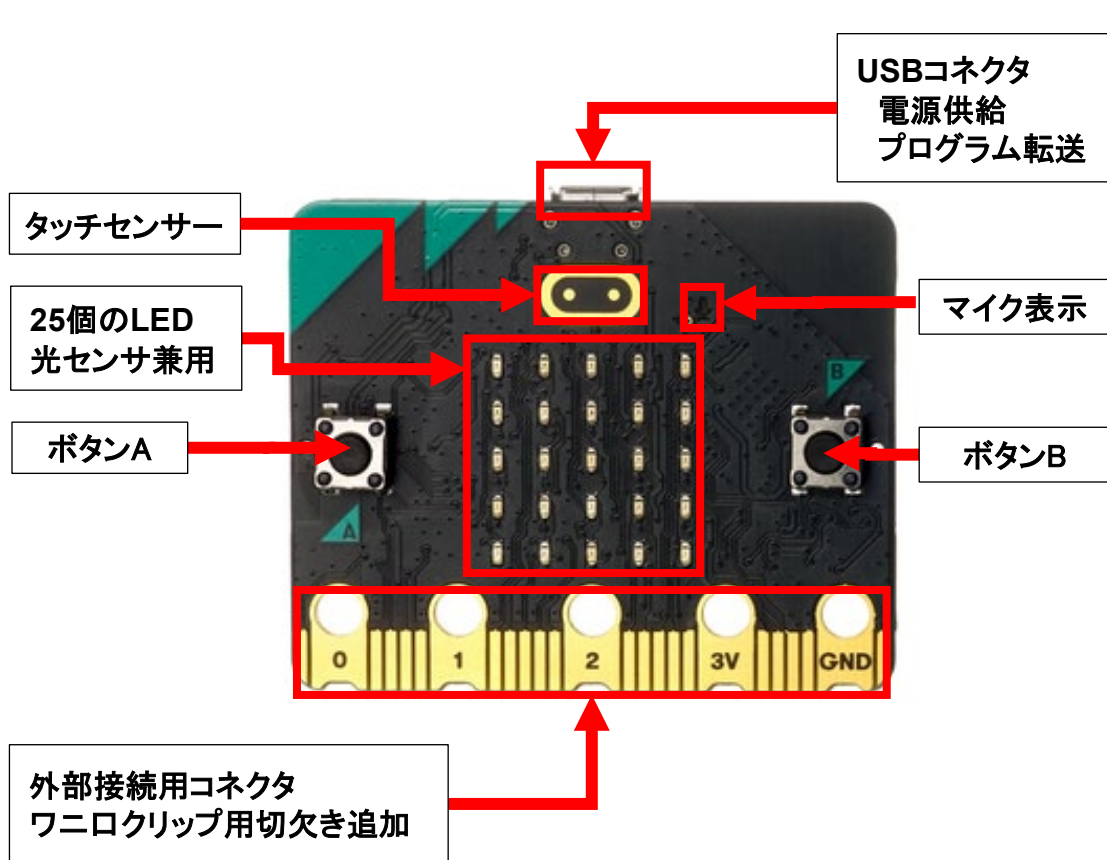 USBコネクタ
電源供給
プログラム転送
タッチセンサー
25個のLED
光センサ兼用
マイク表示
B
ボタンA
ボタンB
A
0 1 2 3V GND
外部接続用コネクタ
ワニ口クリップ用切欠き追加